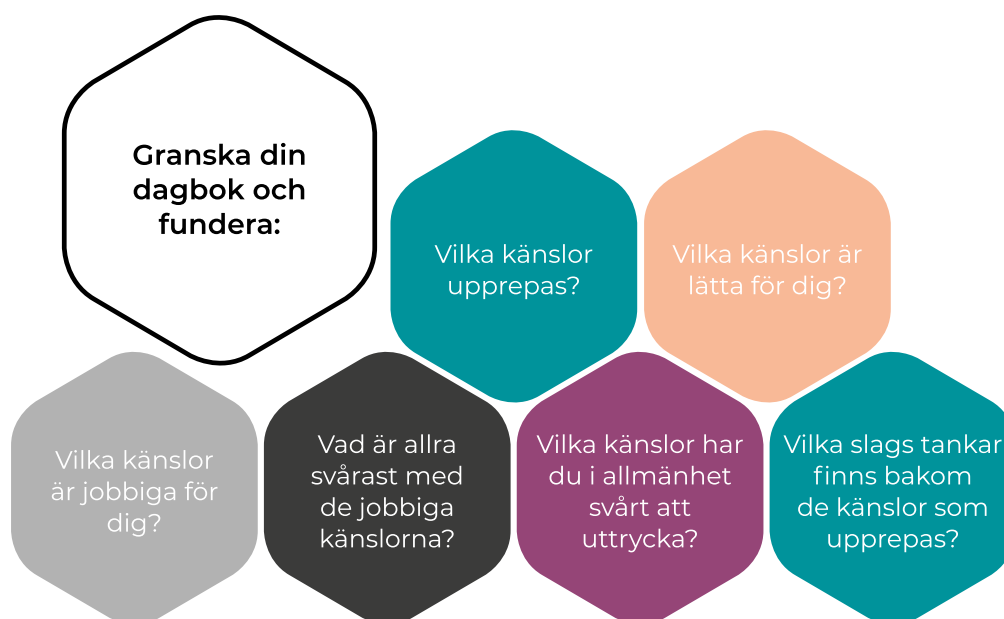 Granska din
dagbok och
fundera:
Vilka känslor
upprepas?
Vilka känslor är
lätta för dig?
Vilka känslor
är jobbiga för
dig?
Vad är allra
svårast med
de jobbiga
känslorna?
Vilka känslor har
du i allmänhet
svårt att
uttrycka?
Vilka slags tankar
finns bakom
de känslor som
upprepas?